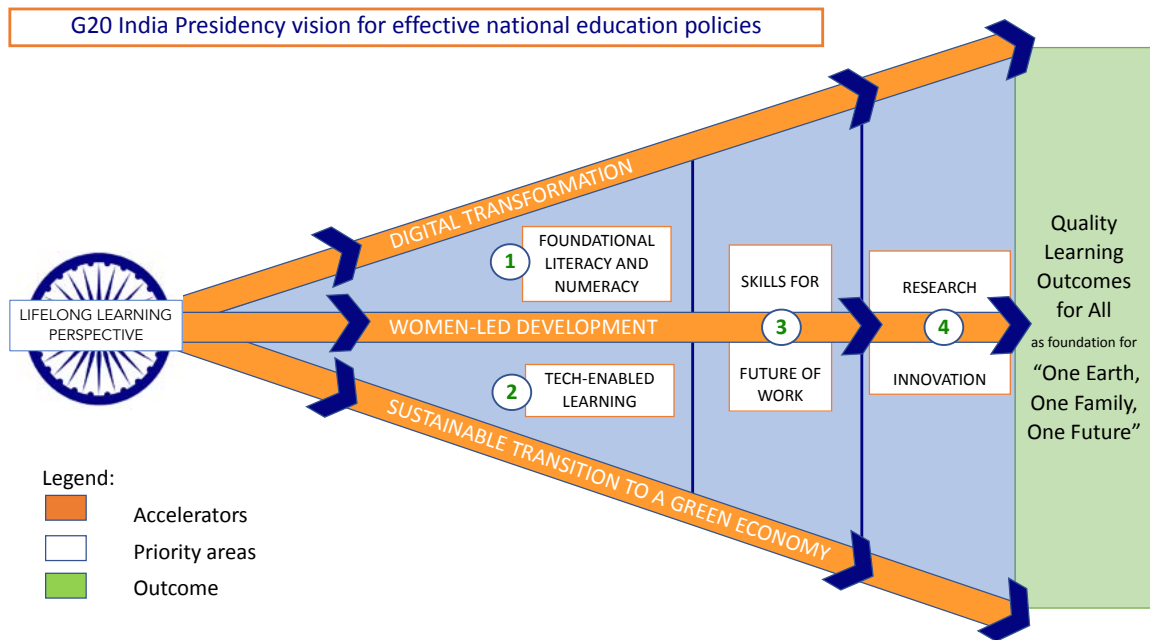 G20 India Presidency vision for effective national education policies
DIGITAL TRANSFORMATION
1
FOUNDATIONAL
LITERACY AND
NUMERACY
SKILLS FOR
RESEARCH
LIFELONG LEARNING
PERSPECTIVE
WOMEN-LED DEVELOPMENT
3
4
2
TECH-ENABLED
LEARNING
FUTURE OF
WORK
INNOVATION
SUSTAINABLE TRANSITION TO A GREEN ECONOMY
Quality
Learning
Outcomes
for All
as foundation for
“One Earth,
One Family,
One Future”
Legend:
Accelerators
Priority areas
Outcome